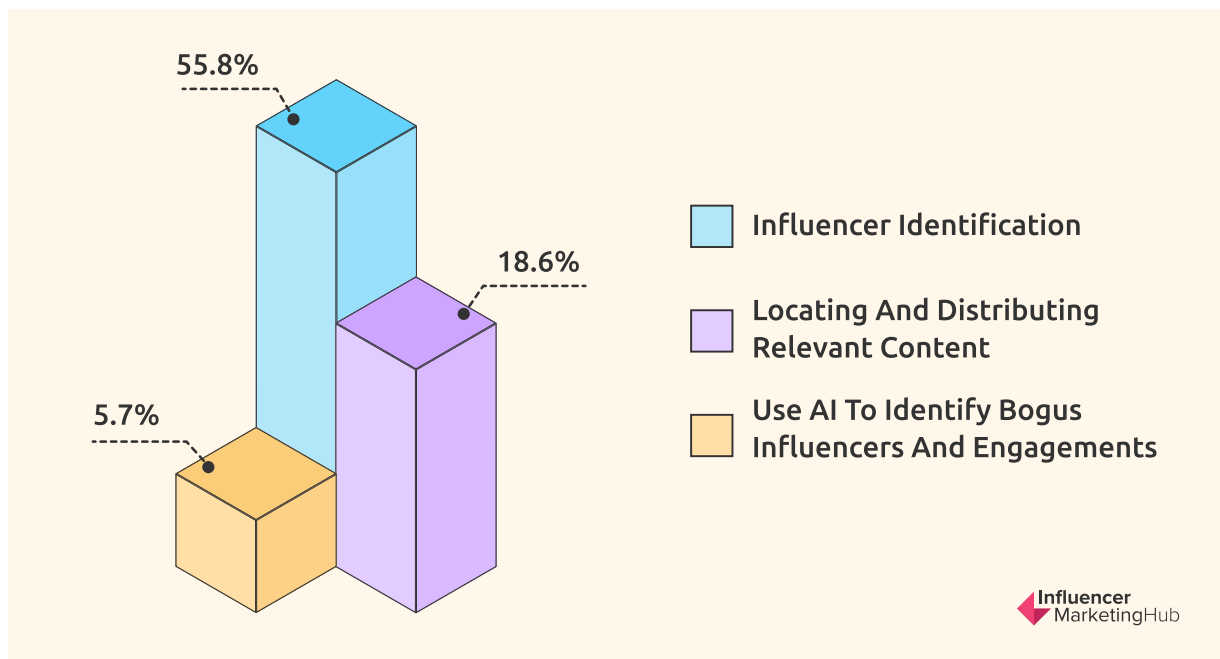 55.8%
18.6%
5.7%
Influencer Identification
Locating And Distributing
Relevant Content
Use AI To Identify Bogus
Influencers And Engagements
Influencer
MarketingHub